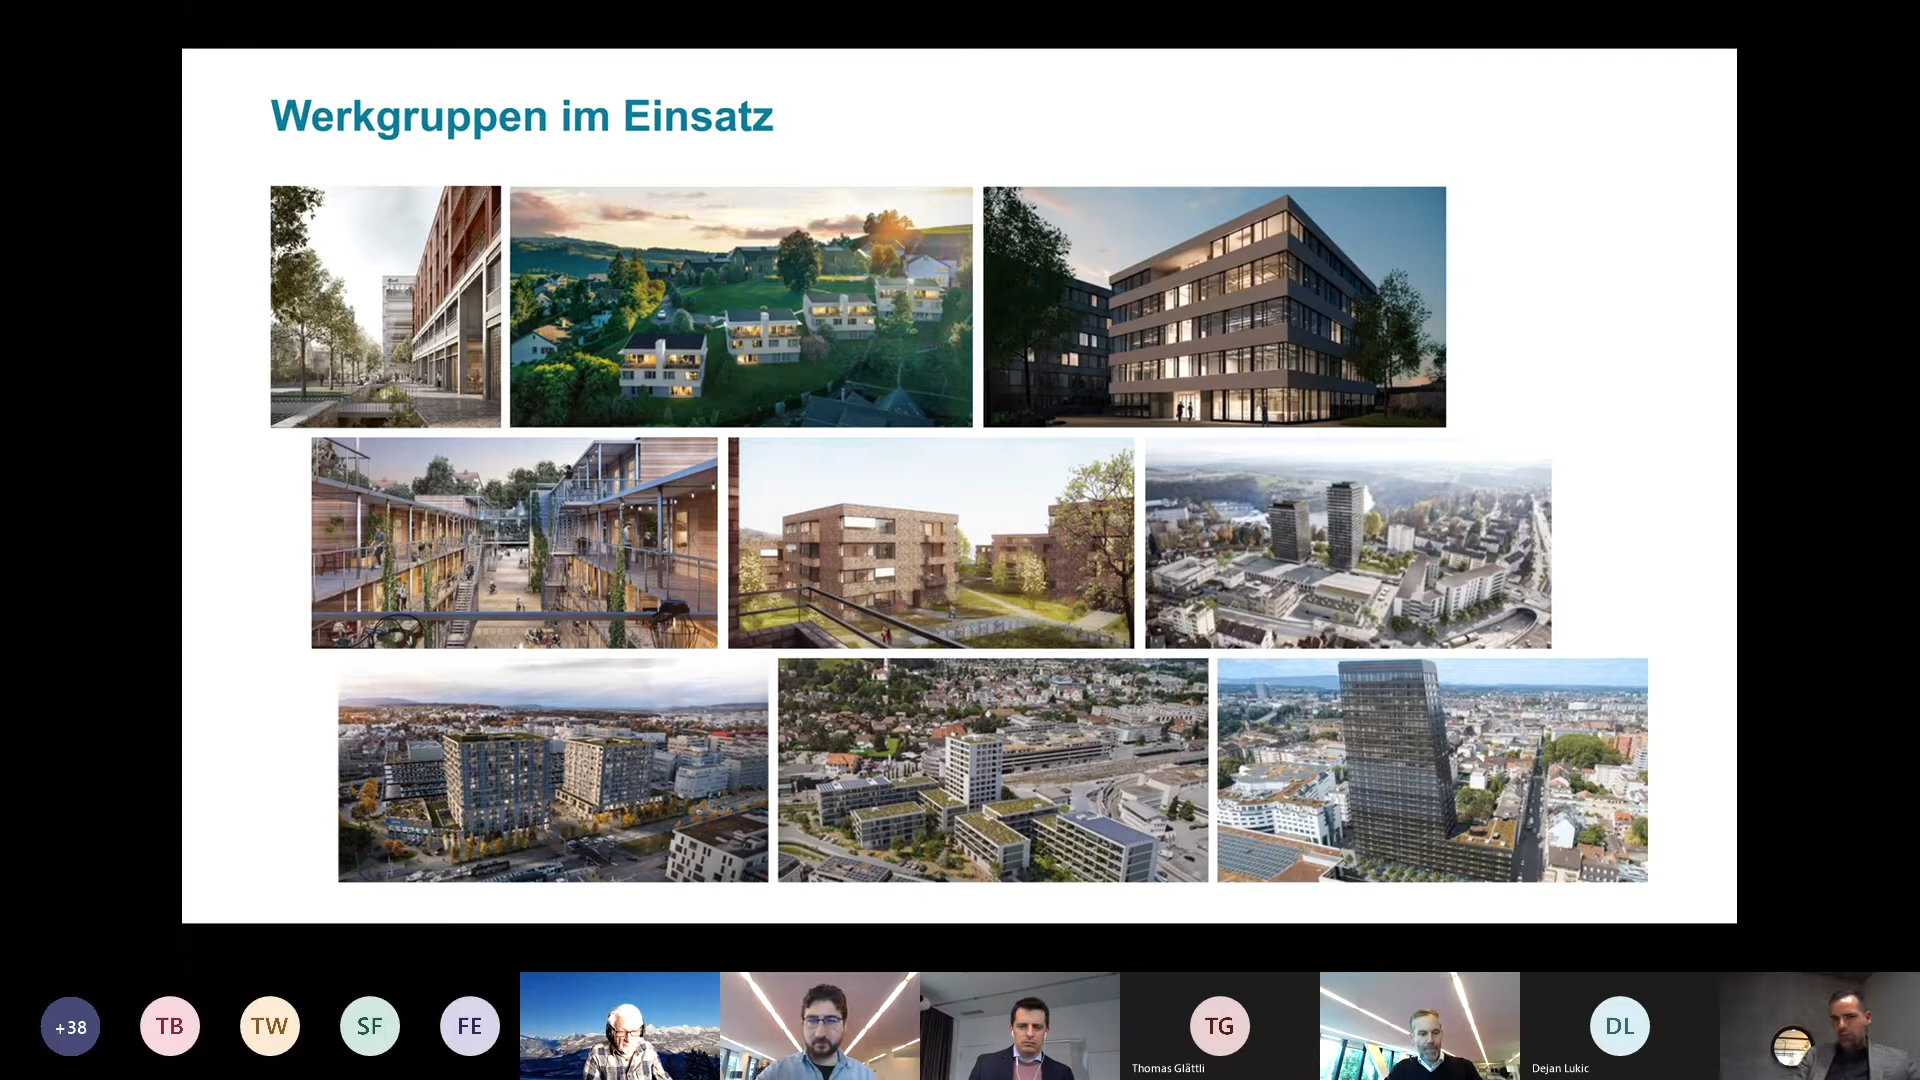 Werkgruppen im Einsatz
+38
TB
TW
SF
FE
TG
DL
Thomas Glättli
Dejan Lukic